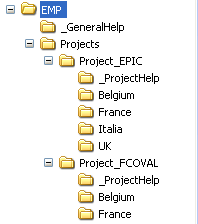 EMP
_GeneralHelp
Projects
Project_EPIC
_ProjectHelp
Belgium
France
Italia
UK
Project_FCOVAL
_ProjectHelp
Belgium
France